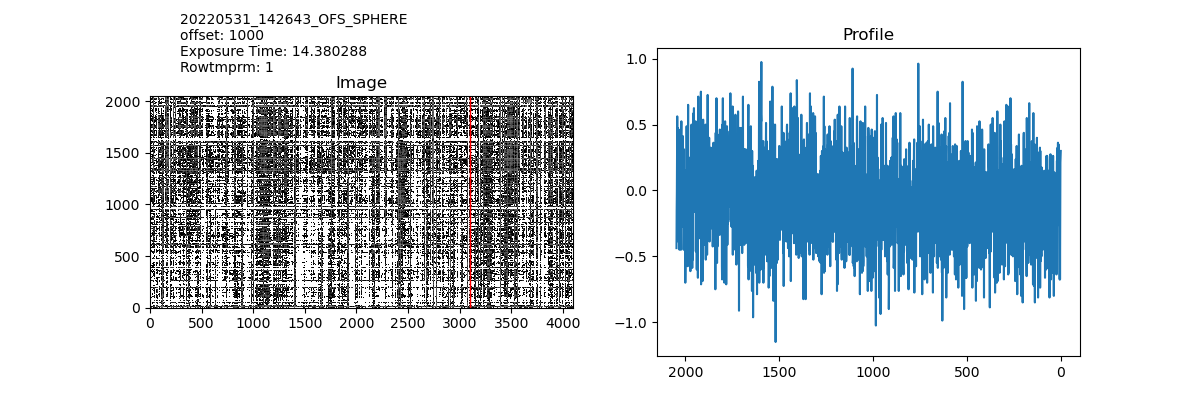 20220531_142643_OFS_SPHERE
offset: 1000
Exposure Time: 14.380288
Rowtmprm: 1
Image
2000
1500
1000
500
0
0 500 1000 1500 2000 2500 3000 3500 4000
Profile
1.0
0.5
0.0
−0.5
−1.0
2000 1500 1000 500 0